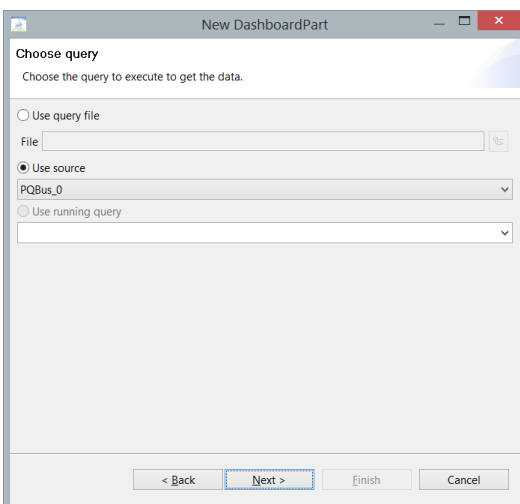 New DashboardPart
Choose query
Choose the query to execute to get the data.
Use query file
File
Use source
PQBus_0
Use running query
< Back Next > Finish Cancel